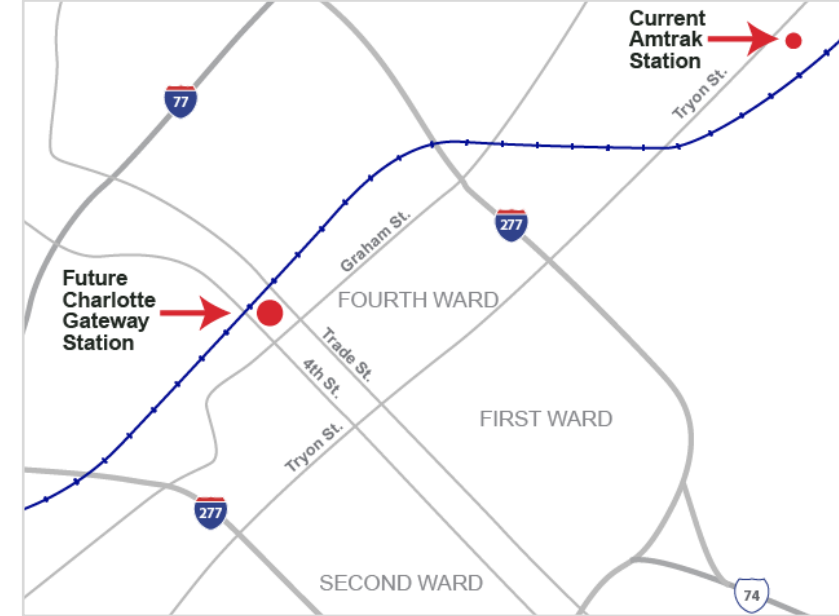 Current
Amtrak
Station
Tryon St.
77
Graham St.
277
Future
Charlotte
Gateway
Station
FOURTH WARD
Trade St.
4th St.
FIRST WARD
Tryon St.
277
SECOND WARD
74